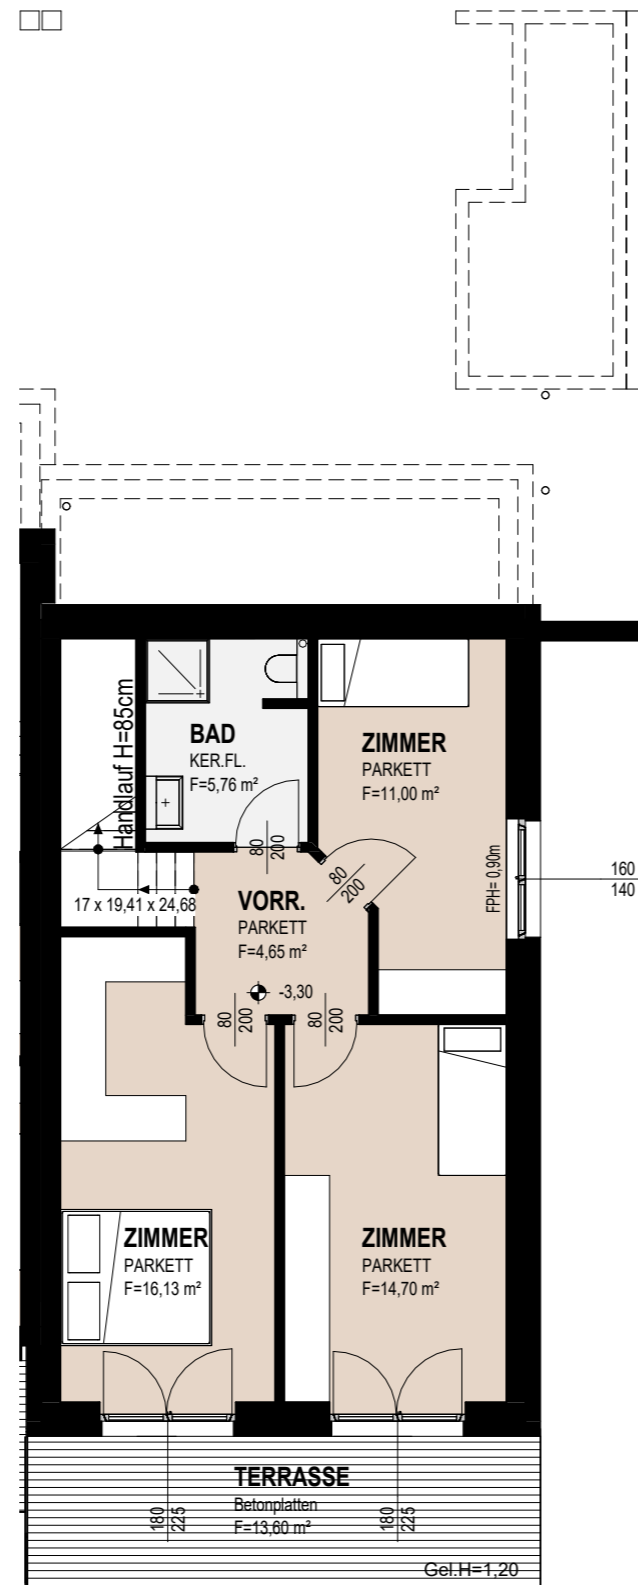 Handlauf H=85cm
BAD
KER.FL.
F=5,76 m²
ZIMMER
PARKETT
F=11,00 m²
FPH= 0,90m
160
140
80
200
80
200
17 x 19,41 x 24,68
VORR.
PARKETT
F=4,65 m²
-3,30
80
200
80
200
ZIMMER
PARKETT
F=16,13 m²
ZIMMER
PARKETT
F=14,70 m²
TERRASSE
Betonplatten
F=13,60 m²
180
225
180
225
Gel.H=1,20